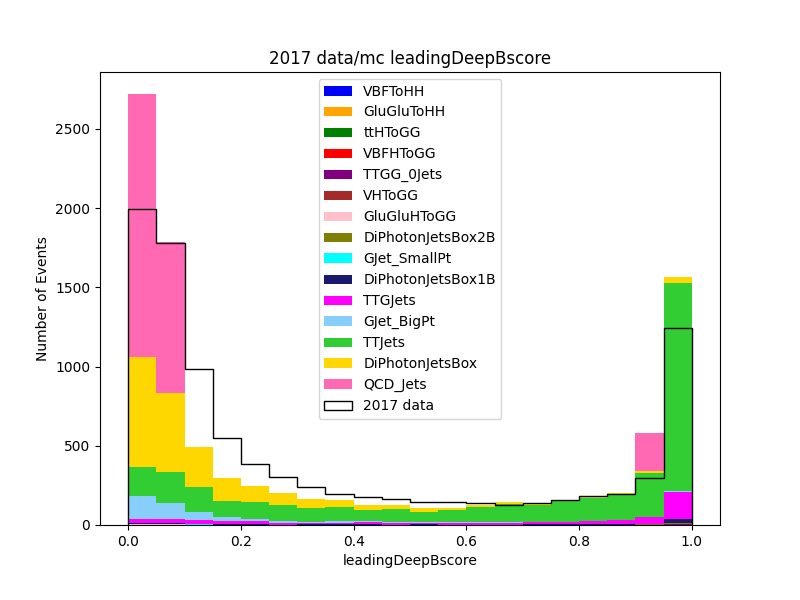 2017 data/mc leadingDeepBscore
VBFToHH
GluGluToHH
ttHToGG
VBFHToGG
TTGG_0Jets
VHToGG
GluGluHToGG
DiPhotonJetsBox2B
GJet_SmallPt
DiPhotonJetsBox1B
TTGJets
GJet_BigPt
TTJets
DiPhotonJetsBox
QCD_Jets
2017 data
Number of Events
2500
2000
1500
1000
500
0
0.0 0.2 0.4 0.6 0.8 1.0
leadingDeepBscore